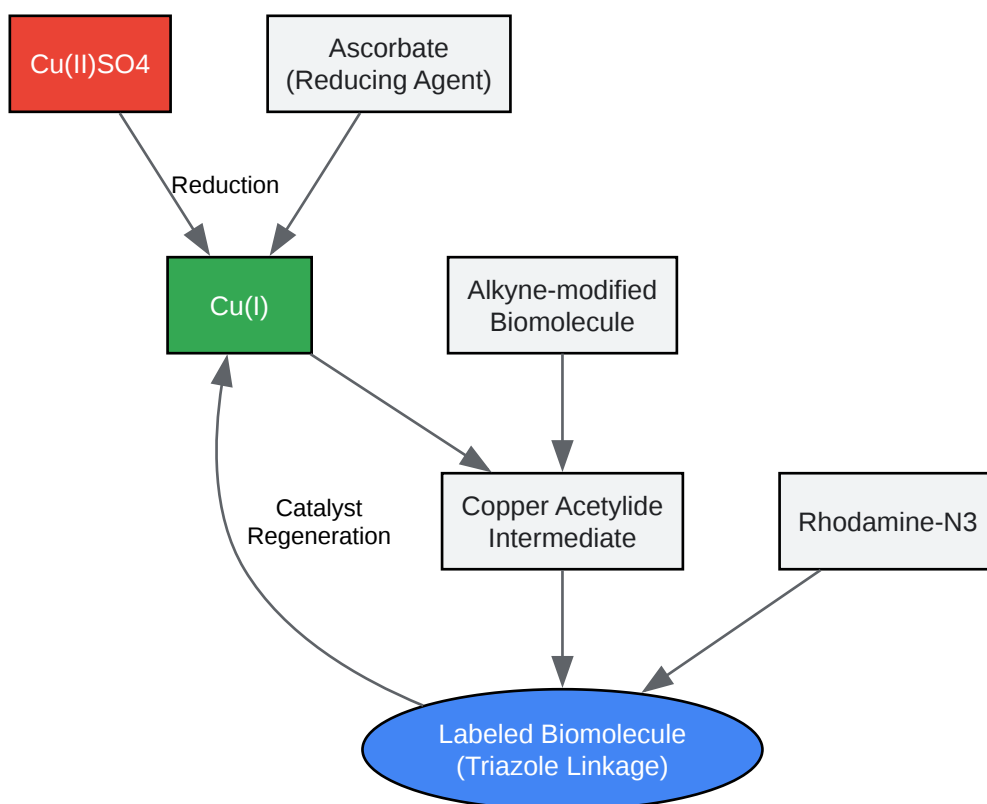 Cu(II)SO4
Ascorbate
(Reducing Agent)
Reduction
Cu(I)
Alkyne-modified
Biomolecule
Catalyst
Regeneration
Copper Acetylide
Intermediate
Rhodamine-N3
Labeled Biomolecule
(Triazole Linkage)